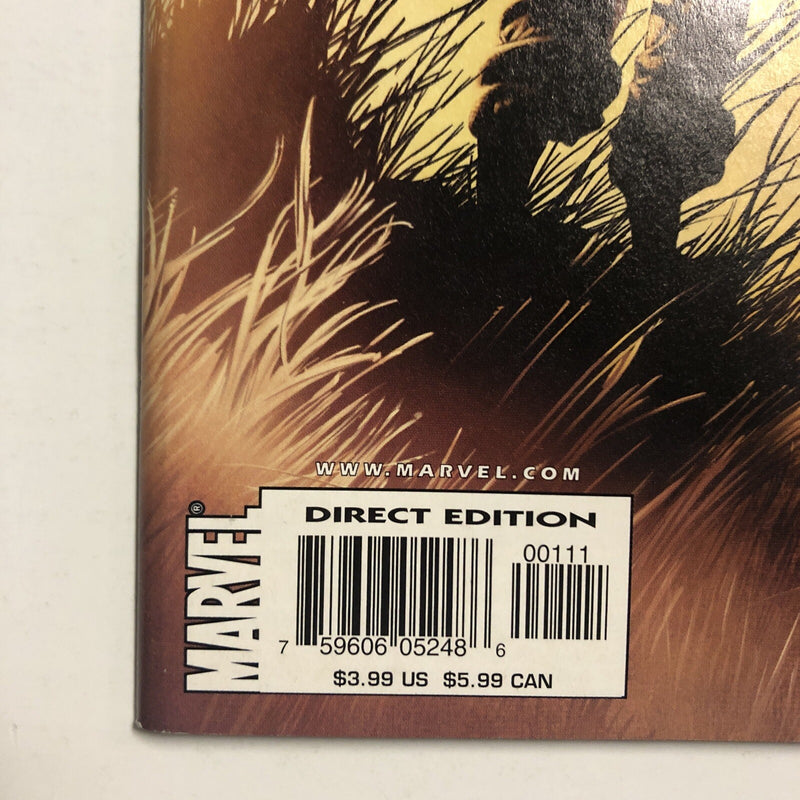 WWW.MARVEL.COM
MARVEL®
DIRECT EDITION
00111
7 59606 05248 6
$3.99 US $5.99 CAN